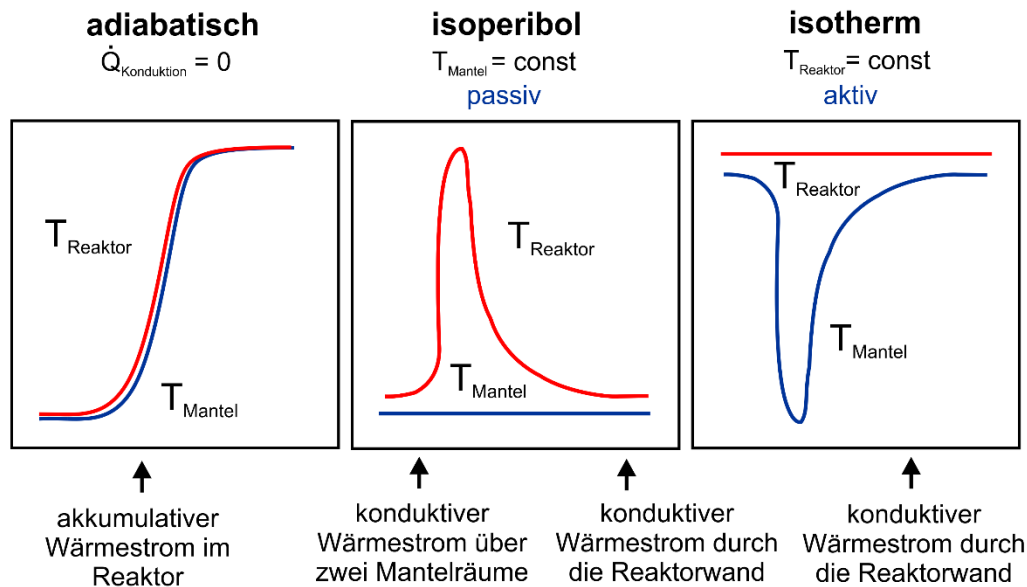 adiabatisch
Q̇Konduktion = 0
isoperibol
TMantel = const
passiv
isotherm
TReaktor = const
aktiv
TReaktor
TMantel
TReaktor
TMantel
TReaktor
TMantel
akkumulativer
Wärmestrom im
Reaktor
konduktiver
Wärmestrom über
zwei Mantelräume
konduktiver
Wärmestrom durch
die Reaktorwand
konduktiver
Wärmestrom durch
die Reaktorwand